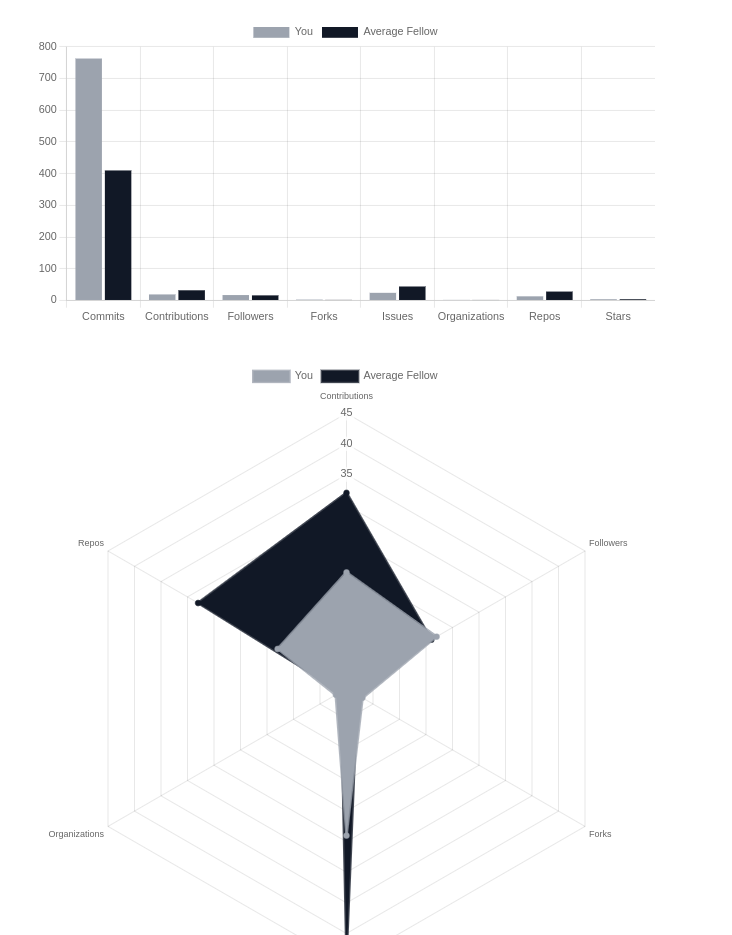 You Average Fellow
800
700
600
500
400
300
200
100
0
Commits Contributions Followers Forks Issues Organizations Repos Stars
You Average Fellow
Contributions
45
40
35
Repos Followers
Organizations Forks